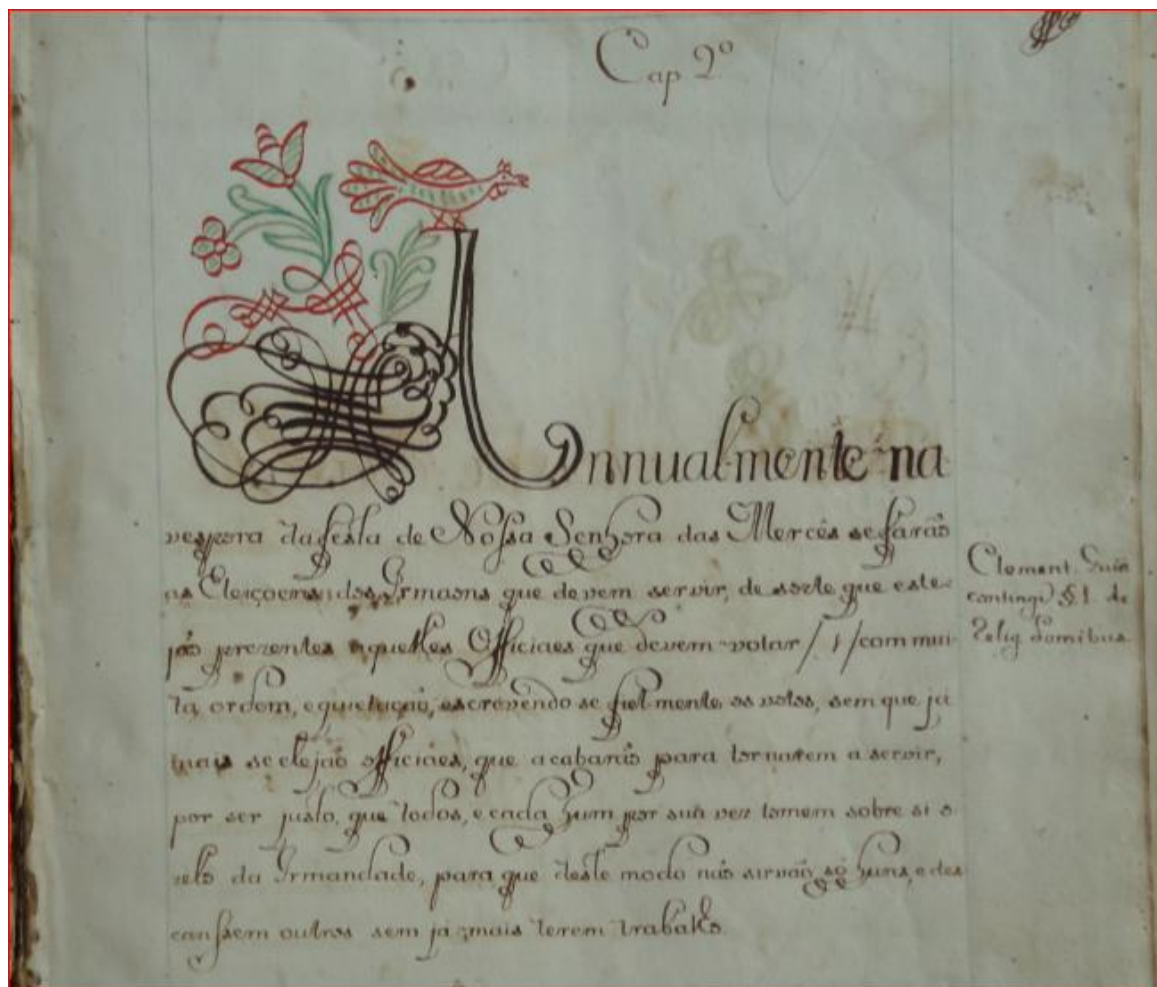 Cap 2º
Annualmente na
vespora da festa de Nossa Senhora das Mercês se farão
as Eleiçoens dos Irmaons que devem servir, de sorte que este-
jão prezentes aquelles Officiaes que devem votar /1/ com mui-
ta ordem, e quietação, escrevendo se fielmente os votos, sem que já
mais se elejão officiaes, que acabarão para tornarem a servir,
por ser justo, que todos, e cada hum por sua vez tomem sobre si o
zelo da Irmandade, para que deste modo não sirvão só huns, e des
cansem outros sem já mais terem trabalho.
Clement. Quia
contingit §. 1. de
Relig domibus